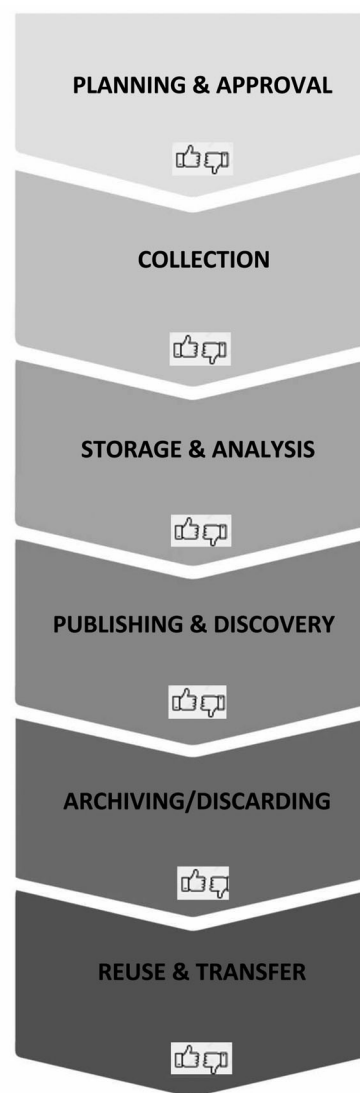 PLANNING & APPROVAL
COLLECTION
STORAGE & ANALYSIS
PUBLISHING & DISCOVERY
ARCHIVING/DISCARDING
REUSE & TRANSFER